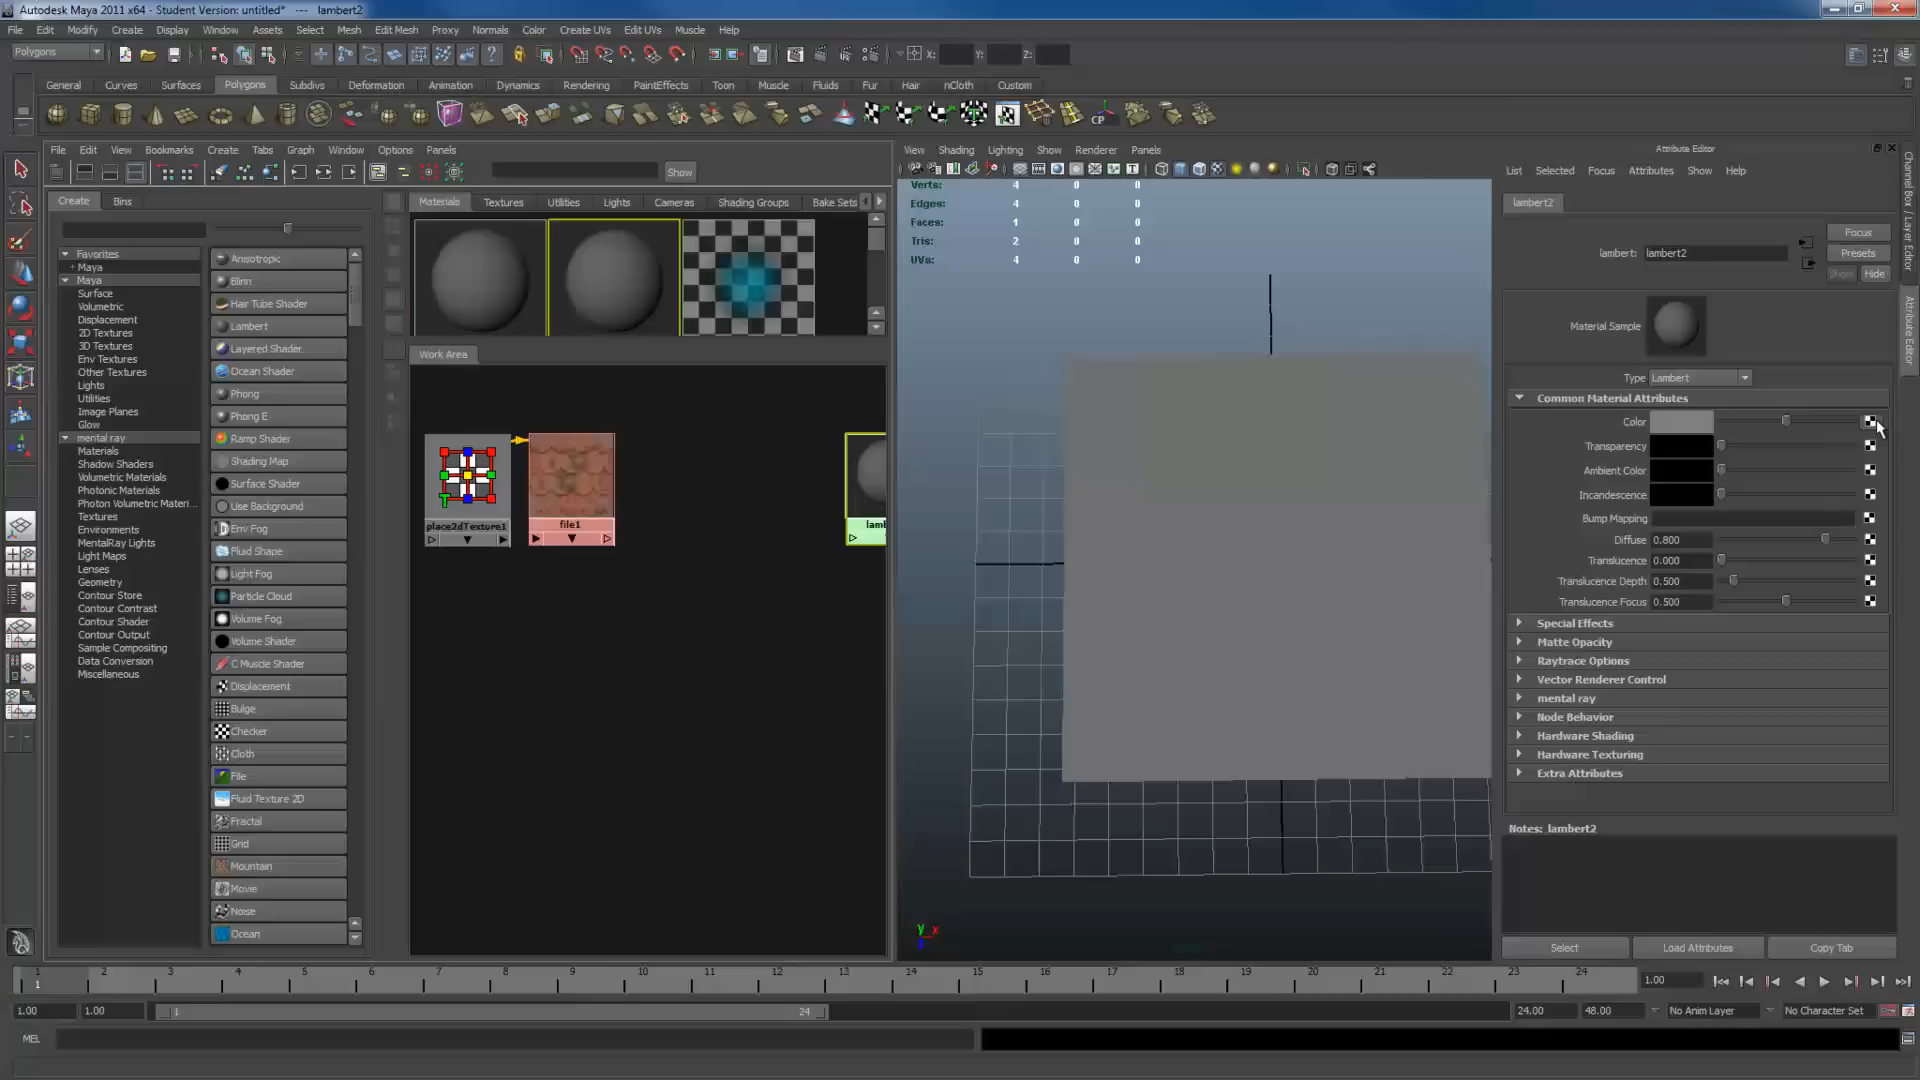 Autodesk Maya 2011 x64 - Student Version: untitled*   ---   lambert2
File Edit Modify Create Display Window Assets Select Mesh Edit Mesh Proxy Normals Color Create UVs Edit UVs Muscle Help
Polygons X: Y: Z:
General Curves Surfaces Polygons Subdivs Deformation Animation Dynamics Rendering PaintEffects Toon Muscle Fluids Fur Hair nCloth Custom
CP
File Edit View Bookmarks Create Tabs Graph Window Options Panels
Show
Create Bins
Favorites
+ Maya
Maya
Surface
Volumetric
Displacement
2D Textures
3D Textures
Env Textures
Other Textures
Lights
Utilities
Image Planes
Glow
mental ray
Materials
Shadow Shaders
Volumetric Materials
Photonic Materials
Photon Volumetric Materi...
Textures
Environments
MentalRay Lights
Light Maps
Lenses
Geometry
Contour Store
Contour Contrast
Contour Shader
Contour Output
Sample Compositing
Data Conversion
Miscellaneous
Anisotropic
Blinn
Hair Tube Shader
Lambert
Layered Shader
Ocean Shader
Phong
Phong E
Ramp Shader
Shading Map
Surface Shader
Use Background
Env Fog
Fluid Shape
Light Fog
Particle Cloud
Volume Fog
Volume Shader
C Muscle Shader
Displacement
Bulge
Checker
Cloth
File
Fluid Texture 2D
Fractal
Grid
Mountain
Movie
Noise
Ocean
Materials Textures Utilities Lights Cameras Shading Groups Bake Sets
Work Area
place2dTexture1
file1
lamb
View Shading Lighting Show Renderer Panels
Verts: 4 0 0
Edges: 4 0 0
Faces: 1 0 0
Tris: 2 0 0
UVs: 4 0 0
y x
z
Attribute Editor
List Selected Focus Attributes Show Help
lambert2
lambert: lambert2
Focus
Presets
Show Hide
Material Sample
Type Lambert
Common Material Attributes
Color
Transparency
Ambient Color
Incandescence
Bump Mapping
Diffuse 0.800
Translucence 0.000
Translucence Depth 0.500
Translucence Focus 0.500
Special Effects
Matte Opacity
Raytrace Options
Vector Renderer Control
mental ray
Node Behavior
Hardware Shading
Hardware Texturing
Extra Attributes
Notes: lambert2
Select Load Attributes Copy Tab
Channel Box / Layer Editor
Attribute Editor
1 2 3 4 5 6 7 8 9 10 11 12 13 14 15 16 17 18 19 20 21 22 23 24
1
1.00
1.00 1.00 1 24 24.00 48.00 No Anim Layer No Character Set
MEL